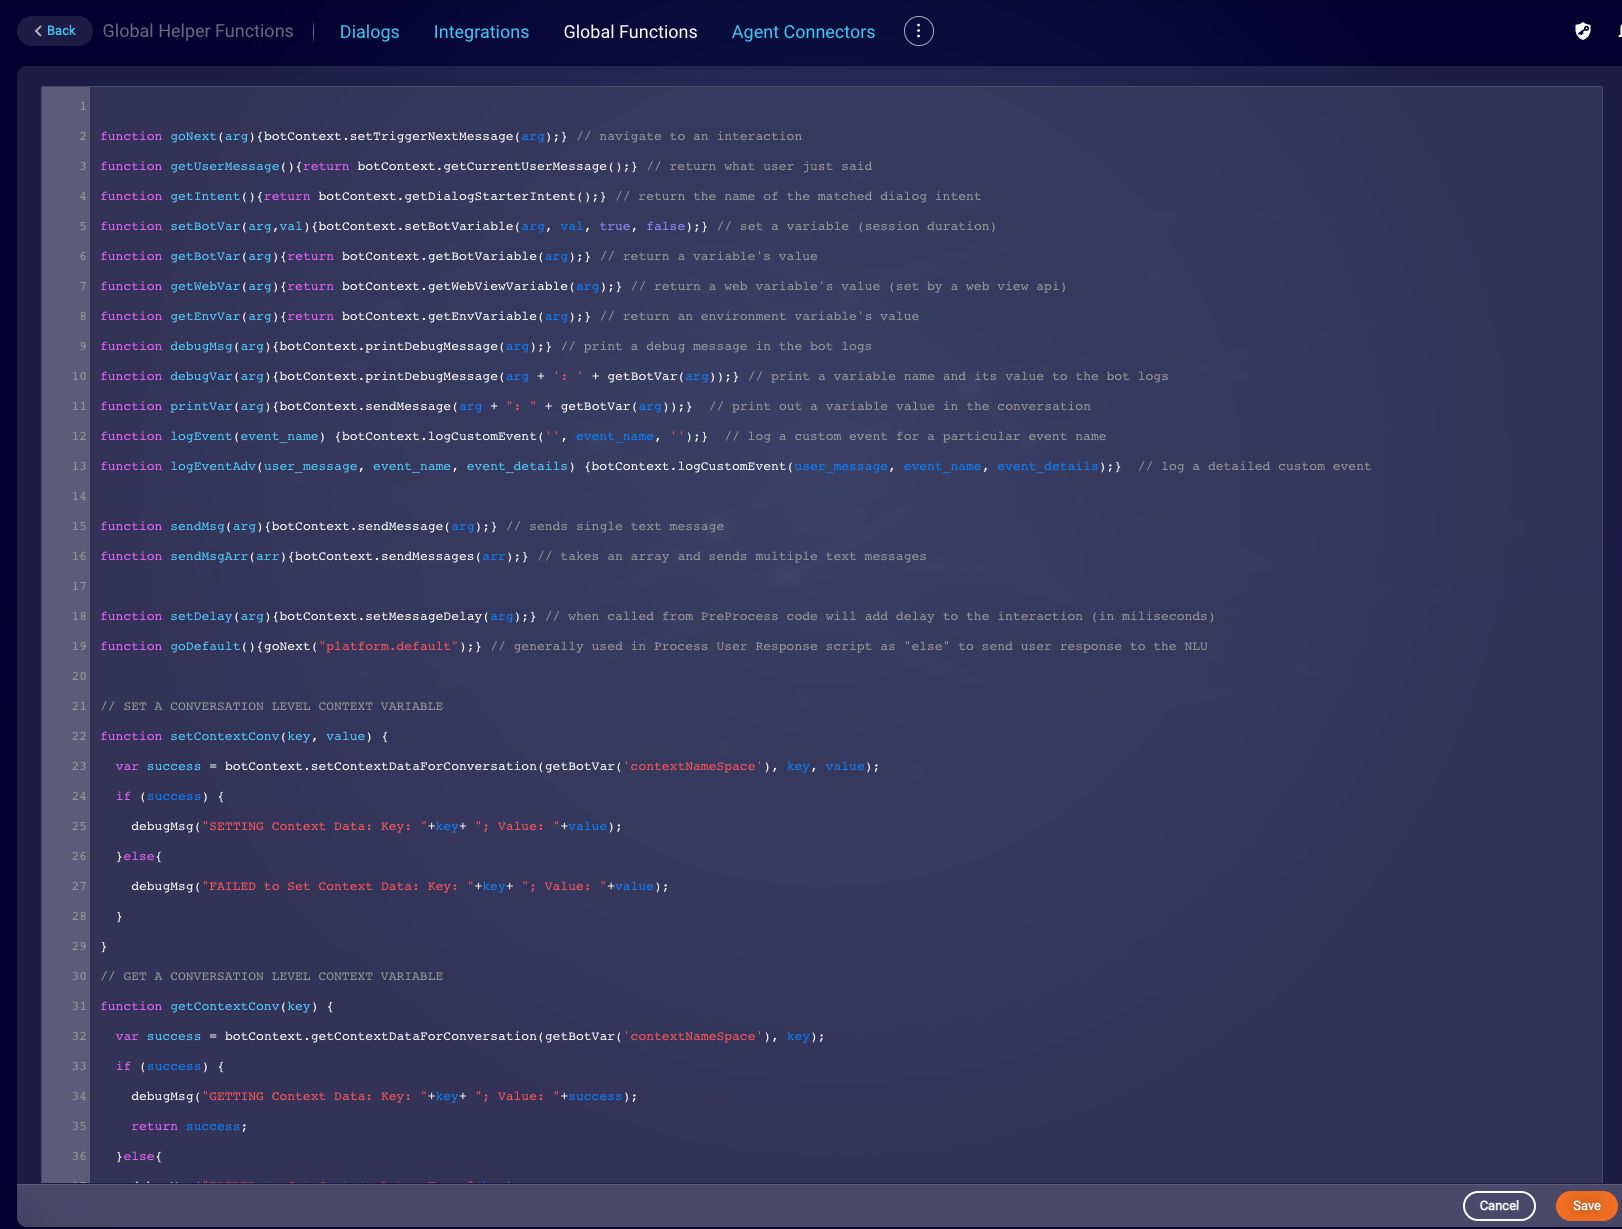 Back Global Helper Functions Dialogs Integrations Global Functions Agent Connectors
1
2 function goNext(arg){botContext.setTriggerNextMessage(arg);} // navigate to an interaction
3 function getUserMessage(){return botContext.getCurrentUserMessage();} // return what user just said
4 function getIntent(){return botContext.getDialogStarterIntent();} // return the name of the matched dialog intent
5 function setBotVar(arg,val){botContext.setBotVariable(arg, val, true, false);} // set a variable (session duration)
6 function getBotVar(arg){return botContext.getBotVariable(arg);} // return a variable's value
7 function getWebVar(arg){return botContext.getWebViewVariable(arg);} // return a web variable's value (set by a web view api)
8 function getEnvVar(arg){return botContext.getEnvVariable(arg);} // return an environment variable's value
9 function debugMsg(arg){botContext.printDebugMessage(arg);} // print a debug message in the bot logs
10 function debugVar(arg){botContext.printDebugMessage(arg + ': ' + getBotVar(arg));} // print a variable name and its value to the bot logs
11 function printVar(arg){botContext.sendMessage(arg + ": " + getBotVar(arg));}  // print out a variable value in the conversation
12 function logEvent(event_name) {botContext.logCustomEvent('', event_name, '');}  // log a custom event for a particular event name
13 function logEventAdv(user_message, event_name, event_details) {botContext.logCustomEvent(user_message, event_name, event_details);}  // log a detailed custom event
14
15 function sendMsg(arg){botContext.sendMessage(arg);} // sends single text message
16 function sendMsgArr(arr){botContext.sendMessages(arr);} // takes an array and sends multiple text messages
17
18 function setDelay(arg){botContext.setMessageDelay(arg);} // when called from PreProcess code will add delay to the interaction (in miliseconds)
19 function goDefault(){goNext("platform.default");} // generally used in Process User Response script as "else" to send user response to the NLU
20
21 // SET A CONVERSATION LEVEL CONTEXT VARIABLE
22 function setContextConv(key, value) {
23   var success = botContext.setContextDataForConversation(getBotVar('contextNameSpace'), key, value);
24   if (success) {
25     debugMsg("SETTING Context Data: Key: "+key+ "; Value: "+value);
26   }else{
27     debugMsg("FAILED to Set Context Data: Key: "+key+ "; Value: "+value);
28   }
29 }
30 // GET A CONVERSATION LEVEL CONTEXT VARIABLE
31 function getContextConv(key) {
32   var success = botContext.getContextDataForConversation(getBotVar('contextNameSpace'), key);
33   if (success) {
34     debugMsg("GETTING Context Data: Key: "+key+ "; Value: "+success);
35     return success;
36   }else{
Cancel Save